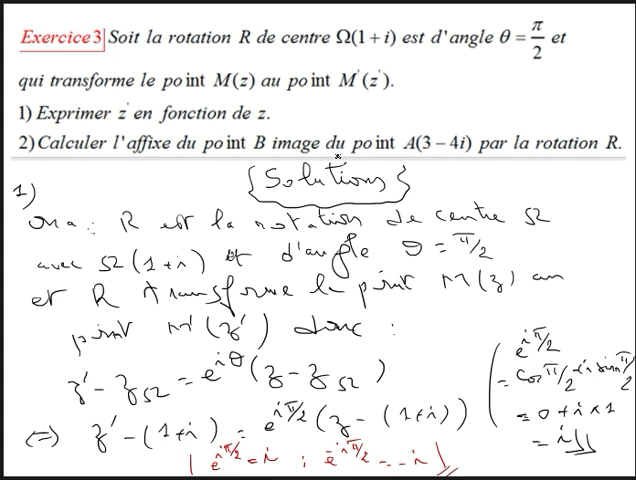 Exercice 3 Soit la rotation R de centre Ω(1 + i) est d'angle θ = π/2 et
qui transforme le point M(z) au point M'(z').
1) Exprimer z' en fonction de z.
2) Calculer l'affixe du point B image du point A(3 − 4i) par la rotation R.
{Solutions}
1)
on a : R est la rotation de centre Ω
avec Ω(1+i) et d'angle θ = π/2
et R transforme le point M(z) au
point M'(z') donc :
z' - z_Ω = e^{iθ} (z - z_Ω)
⇔ z' - (1+i) = e^{iπ/2} (z - (1+i))
( e^{iπ/2}
= cos π/2 + i sin π/2
= 0 + i × 1
= i
| e^{iπ/2} = i ; e^{-iπ/2} = -i